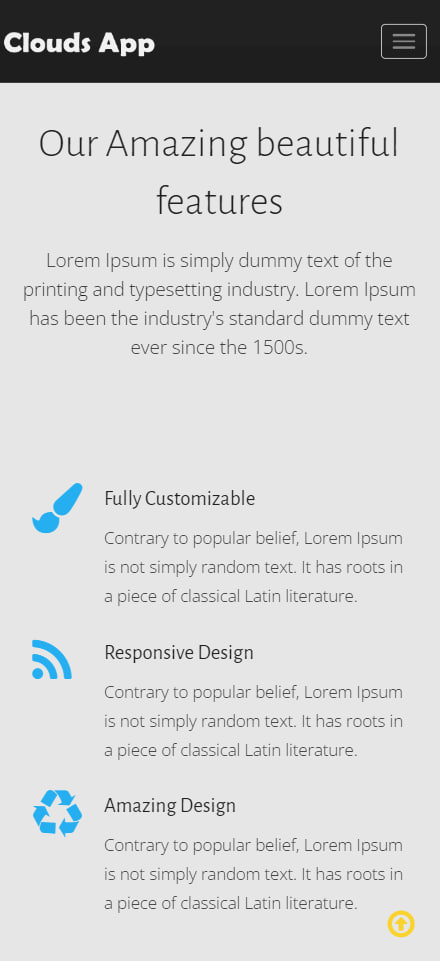 Clouds App
Our Amazing beautiful
features
Lorem Ipsum is simply dummy text of the
printing and typesetting industry. Lorem Ipsum
has been the industry's standard dummy text
ever since the 1500s.
Fully Customizable
Contrary to popular belief, Lorem Ipsum
is not simply random text. It has roots in
a piece of classical Latin literature.
Responsive Design
Contrary to popular belief, Lorem Ipsum
is not simply random text. It has roots in
a piece of classical Latin literature.
Amazing Design
Contrary to popular belief, Lorem Ipsum
is not simply random text. It has roots in
a piece of classical Latin literature.